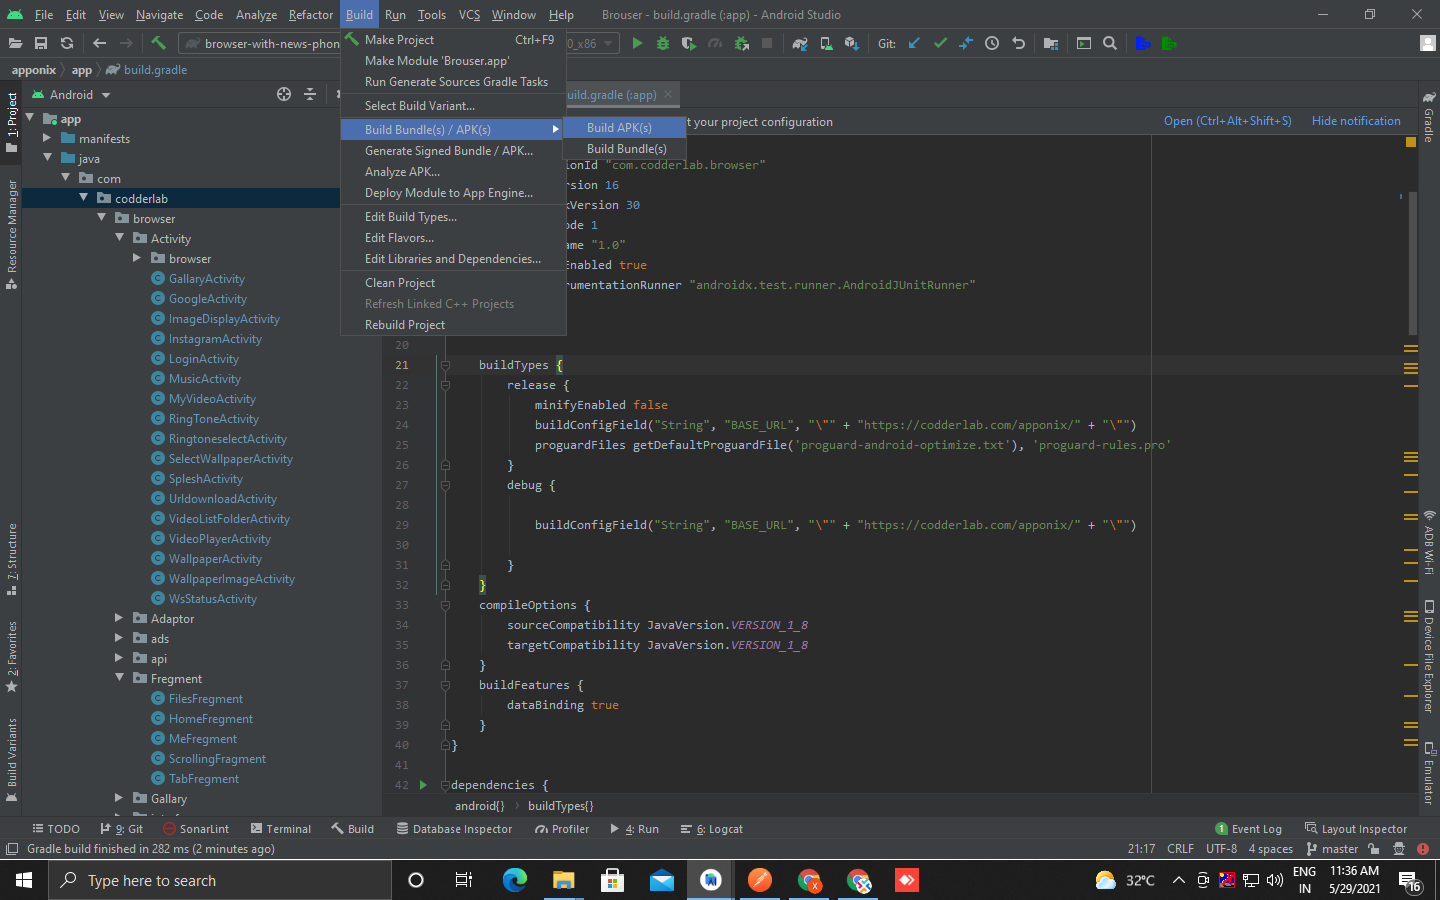 File Edit View Navigate Code Analyze Refactor Build Run Tools VCS Window Help Brouser - build.gradle (:app) - Android Studio
browser-with-news-phon
0_x86
Git:
apponix app build.gradle
Android
build.gradle (:app)
app
manifests
java
com
codderlab
browser
Activity
browser
GallaryActivity
GoogleActivity
ImageDisplayActivity
InstagramActivity
LoginActivity
MusicActivity
MyVideoActivity
RingToneActivity
RingtoneselectActivity
SelectWallpaperActivity
SpleshActivity
UrldownloadActivity
VideoListFolderActivity
VideoPlayerActivity
WallpaperActivity
WallpaperImageActivity
WsStatusActivity
Adaptor
ads
api
Fregment
FilesFregment
HomeFregment
MeFregment
ScrollingFragment
TabFregment
Gallary
Make Project Ctrl+F9
Make Module 'Brouser.app'
Run Generate Sources Gradle Tasks
Select Build Variant...
Build Bundle(s) / APK(s)
Generate Signed Bundle / APK...
Analyze APK...
Deploy Module to App Engine...
Edit Build Types...
Edit Flavors...
Edit Libraries and Dependencies...
Clean Project
Refresh Linked C++ Projects
Rebuild Project
Build APK(s)
Build Bundle(s)
t your project configuration Open (Ctrl+Alt+Shift+S) Hide notification
ionId "com.codderlab.browser"
rsion 16
kVersion 30
ode 1
ame "1.0"
Enabled true
rumentationRunner "androidx.test.runner.AndroidJUnitRunner"
20
21 buildTypes {
22 release {
23 minifyEnabled false
24 buildConfigField("String", "BASE_URL", "\"" + "https://codderlab.com/apponix/" + "\"")
25 proguardFiles getDefaultProguardFile('proguard-android-optimize.txt'), 'proguard-rules.pro'
26 }
27 debug {
28
29 buildConfigField("String", "BASE_URL", "\"" + "https://codderlab.com/apponix/" + "\"")
30
31 }
32 }
33 compileOptions {
34 sourceCompatibility JavaVersion.VERSION_1_8
35 targetCompatibility JavaVersion.VERSION_1_8
36 }
37 buildFeatures {
38 dataBinding true
39 }
40 }
41
42 dependencies {
android{} › buildTypes{}
1: Project
Resource Manager
7: Structure
2: Favorites
Build Variants
Gradle
ADB Wi-Fi
Device File Explorer
Emulator
TODO 9: Git SonarLint Terminal Build Database Inspector Profiler 4: Run 6: Logcat 1 Event Log Layout Inspector
Gradle build finished in 282 ms (2 minutes ago) 21:17 CRLF UTF-8 4 spaces master
Type here to search
32°C
ENG
IN
11:36 AM
5/29/2021
16